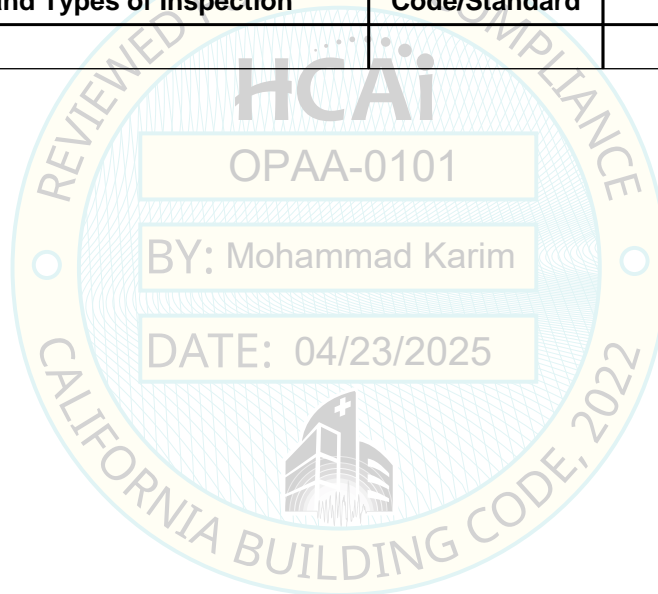 and Types of Inspection Code/Standard
REVIEWED F COMPLIANCE
HCAi
OPAA-0101
BY: Mohammad Karim
DATE: 04/23/2025
CALIFORNIA BUILDING CODE, 2022